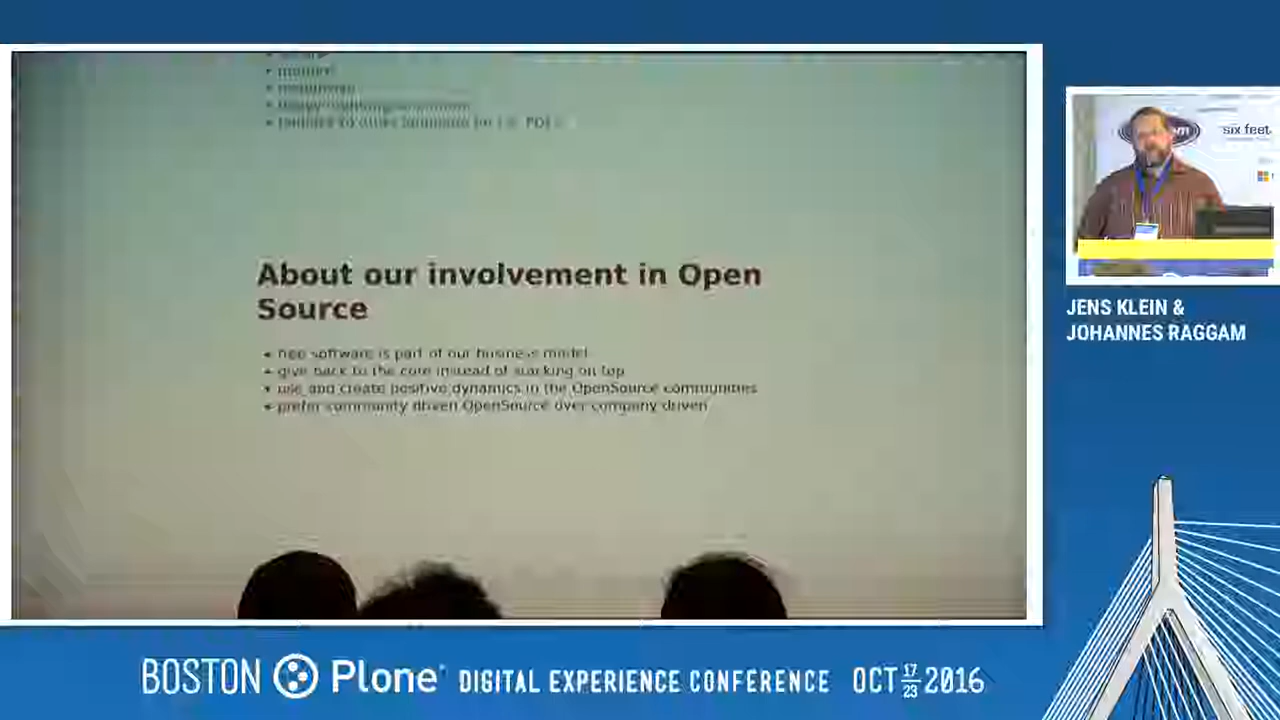 About our involvement in Open
Source
• free software is part of our business model
• give back to the core instead of stacking on top
• use and create positive dynamics in the OpenSource communities
• prefer community driven OpenSource over company driven
six feet
JENS KLEIN &
JOHANNES RAGGAM
BOSTON Plone DIGITAL EXPERIENCE CONFERENCE OCT 17 23 2016